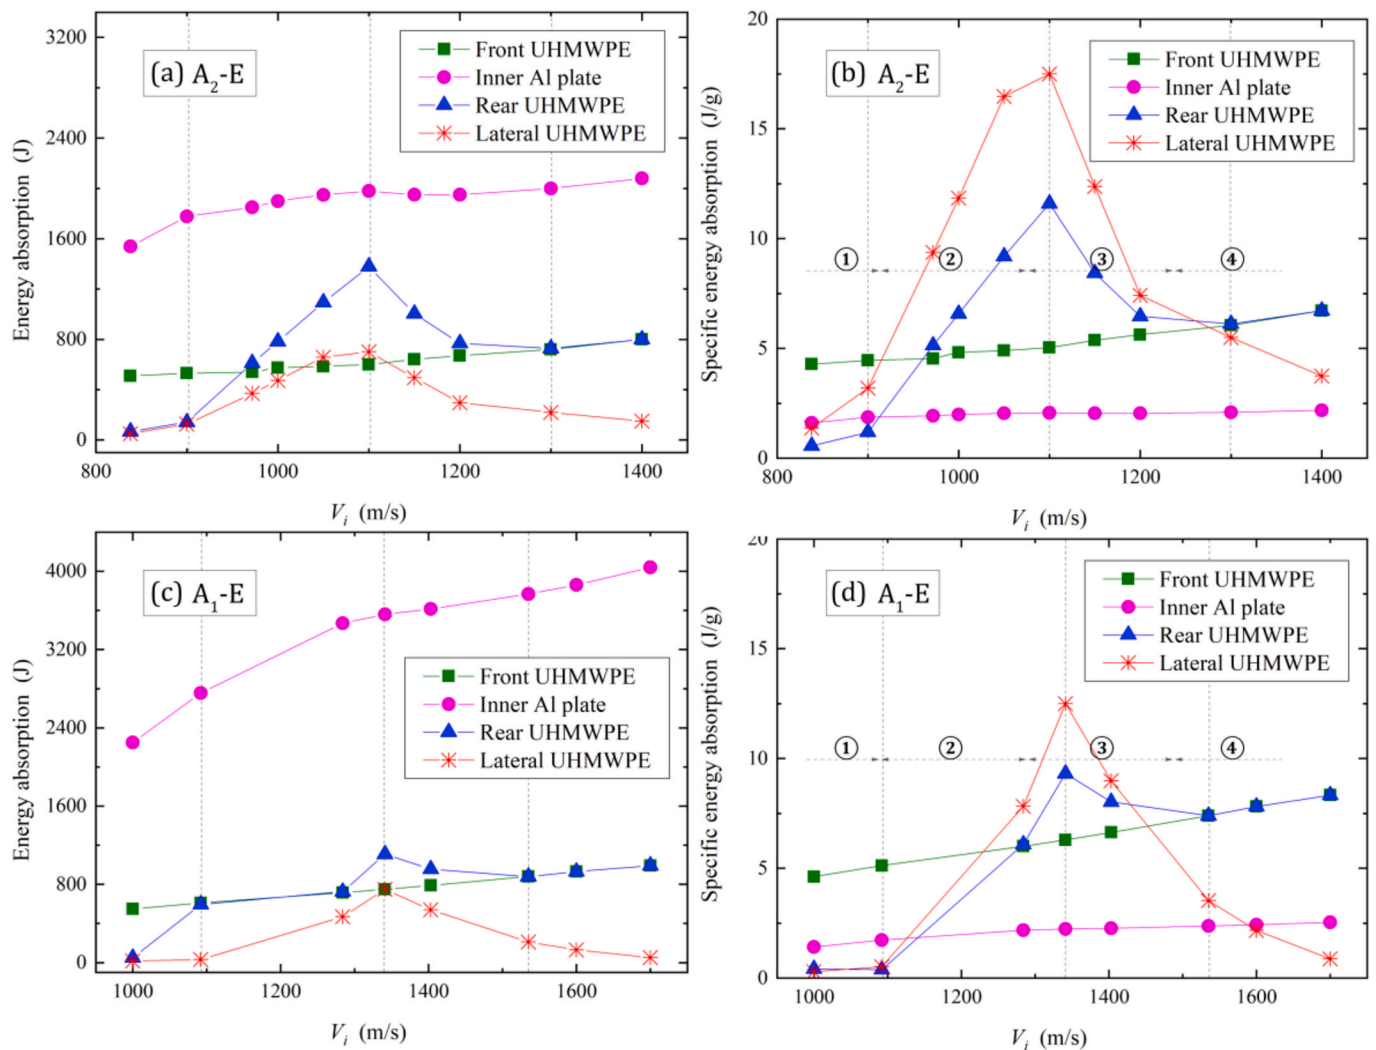 (a) A2-E
Front UHMWPE
Inner Al plate
Rear UHMWPE
Lateral UHMWPE
Energy absorption (J)
3200
2400
1600
800
0
800 1000 1200 1400
Vi (m/s)
(b) A2-E
Front UHMWPE
Inner Al plate
Rear UHMWPE
Lateral UHMWPE
Specific energy absorption (J/g)
20
15
10
5
0
① ② ③ ④
800 1000 1200 1400
Vi (m/s)
(c) A1-E
Front UHMWPE
Inner Al plate
Rear UHMWPE
Lateral UHMWPE
Energy absorption (J)
4000
3200
2400
1600
800
0
1000 1200 1400 1600
Vi (m/s)
(d) A1-E
Front UHMWPE
Inner Al plate
Rear UHMWPE
Lateral UHMWPE
Specific energy absorption (J/g)
20
15
10
5
0
① ② ③ ④
1000 1200 1400 1600
Vi (m/s)